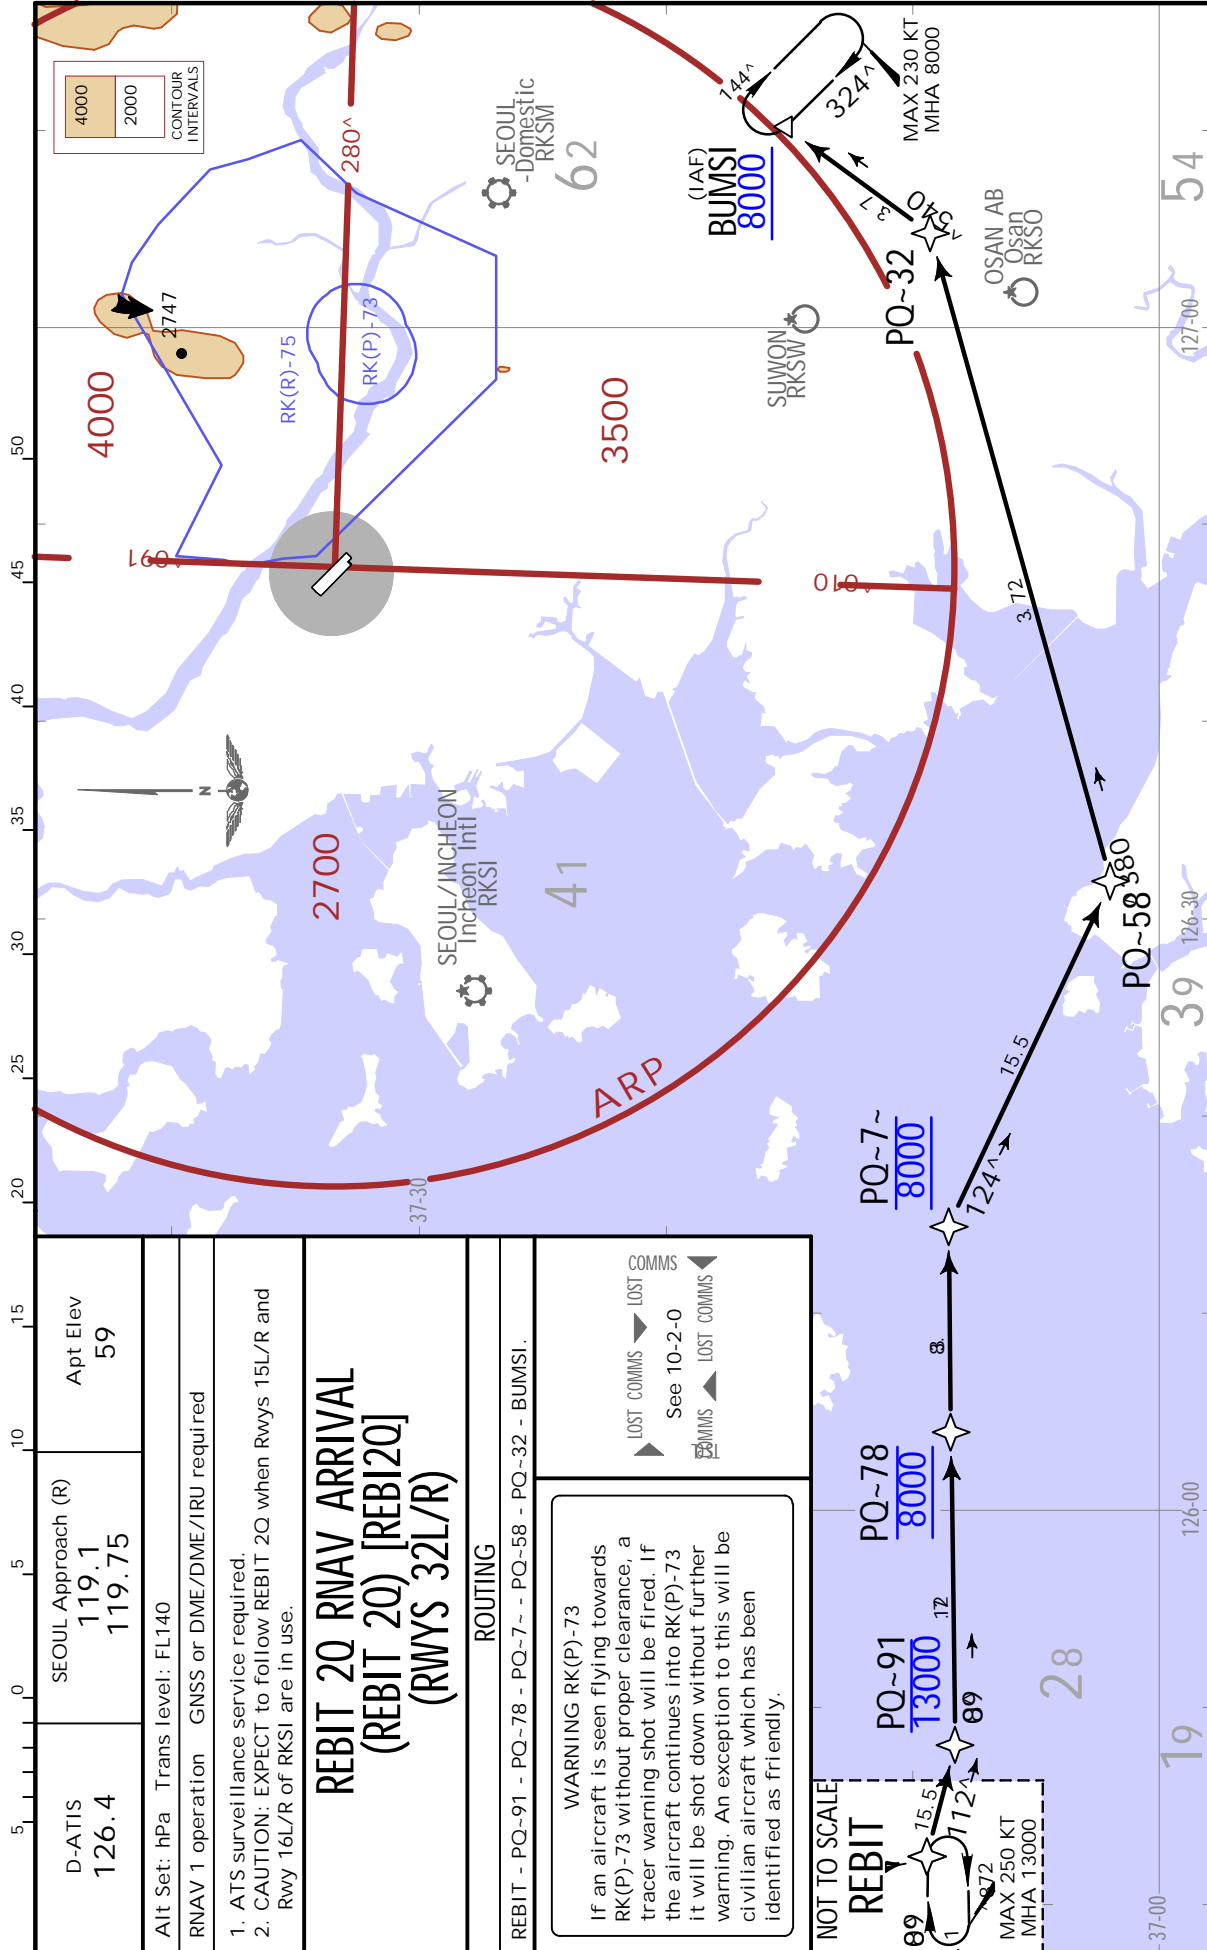 D-ATIS
126.4
SEOUL Approach (R)
119.1
119.75
Apt Elev
59
Alt Set: hPa Trans level: FL140
RNAV 1 operation GNSS or DME/DME/IRU required
1. ATS surveillance service required.
2. CAUTION: EXPECT to follow REBIT 2Q when Rwys 15L/R and
Rwy 16L/R of RKSI are in use.
REBIT 2Q RNAV ARRIVAL
(REBIT 2Q) [REBI2Q]
(RWYS 32L/R)
ROUTING
REBIT - PQ~91 - PQ~78 - PQ~7~ - PQ~58 - PQ~32 - BUMSI.
WARNING RK(P)-73
If an aircraft is seen flying towards
RK(P)-73 without proper clearance, a
tracer warning shot will be fired. If
the aircraft continues into RK(P)-73
it will be shot down without further
warning. An exception to this will be
civilian aircraft which has been
identified as friendly.
LOST COMMS LOST COMMS
See 10-2-0
LOST COMMS
5 0 5 10 15 20 25 30 35 40 45 50
CONTOUR
INTERVALS
4000
2000
4000
2747
RK(R)-75
RK(P)-73
280^
2700
3500
ARP
N
SEOUL/INCHEON
Incheon Intl
RKSI
SEOUL
-Domestic
RKSM
SUWON
RKSW
OSAN AB
Osan
RKSO
62
54
41
39
28
19
37-30
37-00
126-00
126-30
127-00
NOT TO SCALE
REBIT
MAX 250 KT
MHA 13000
15.5
112^
PQ~91
13000
PQ~78
8000
PQ~7~
8000
124^
15.5
PQ~58
PQ~32
3.7
(IAF)
BUMSI
8000
144^
324^
MAX 230 KT
MHA 8000